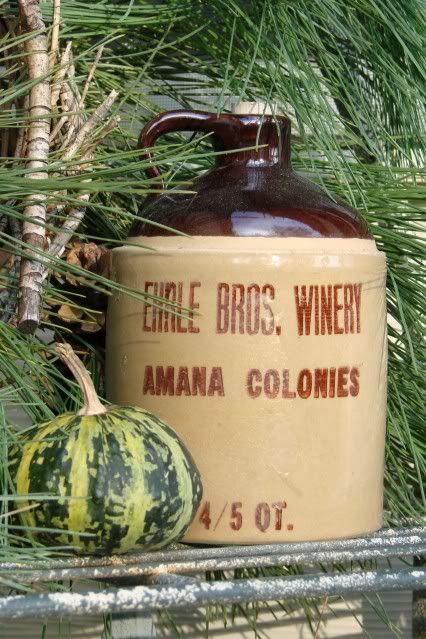 EHRLE BROS. WINERY
AMANA COLONIES
4/5 QT.